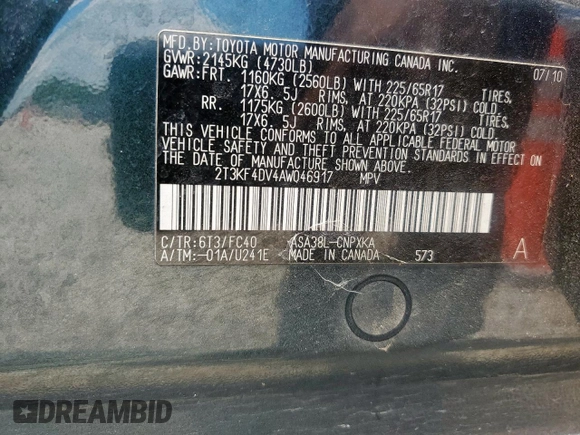 MFD.BY:TOYOTA MOTOR MANUFACTURING CANADA INC.
GVWR:2145KG (4730LB) 07/10
GAWR:FRT. 1160KG (2560LB) WITH 225/65R17 TIRES,
17X6.5J RIMS, AT 220KPA (32PSI) COLD.
RR. 1175KG (2600LB) WITH 225/65R17 TIRES,
17X6.5J RIMS, AT 220KPA (32PSI) COLD.
THIS VEHICLE CONFORMS TO ALL APPLICABLE FEDERAL MOTOR
VEHICLE SAFETY AND THEFT PREVENTION STANDARDS IN EFFECT
ON THE DATE OF MANUFACTURE SHOWN ABOVE.
2T3KF4DV4AW046917 MPV
C/TR:6T3/FC40 ASA38L-CNPXKA A
A/TM:-01A/U241E MADE IN CANADA 573
DREAMBID